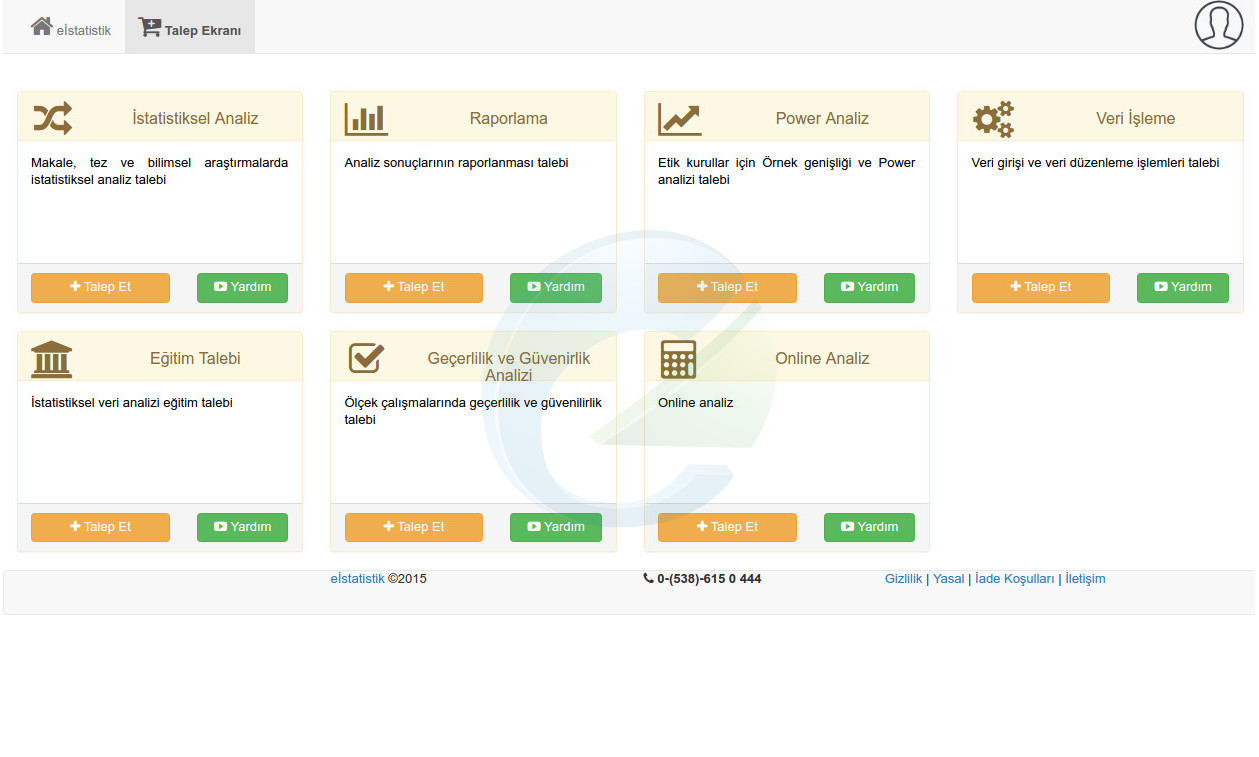 eİstatistik
Talep Ekranı
İstatistiksel Analiz
Makale, tez ve bilimsel araştırmalarda
istatistiksel analiz talebi
Talep Et
Yardım
Raporlama
Analiz sonuçlarının raporlanması talebi
Talep Et
Yardım
Power Analiz
Etik kurullar için Örnek genişliği ve Power
analizi talebi
Talep Et
Yardım
Veri İşleme
Veri girişi ve veri düzenleme işlemleri talebi
Talep Et
Yardım
Eğitim Talebi
İstatistiksel veri analizi eğitim talebi
Talep Et
Yardım
Geçerlilik ve Güvenirlik
Analizi
Ölçek çalışmalarında geçerlilik ve güvenilirlik
talebi
Talep Et
Yardım
Online Analiz
Online analiz
Talep Et
Yardım
eİstatistik ©2015
0-(538)-615 0 444
Gizlilik | Yasal | İade Koşulları | İletişim